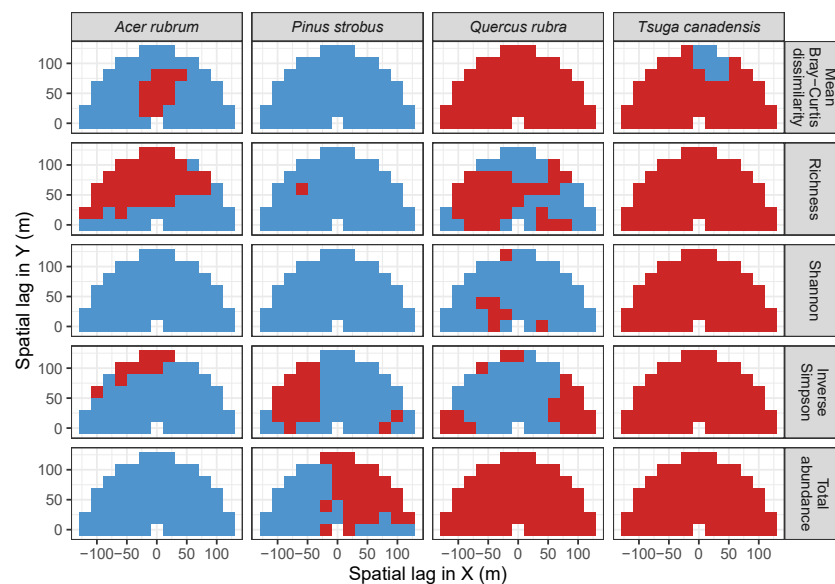 Acer rubrum
Pinus strobus
Quercus rubra
Tsuga canadensis
Spatial lag in Y (m)
100
50
0
Mean
Bray−Curtis
dissimilarity
100
50
0
Richness
100
50
0
Shannon
100
50
0
Inverse
Simpson
100
50
0
Total
abundance
−100−50 0 50 100
−100−50 0 50 100
−100−50 0 50 100
−100−50 0 50 100
Spatial lag in X (m)